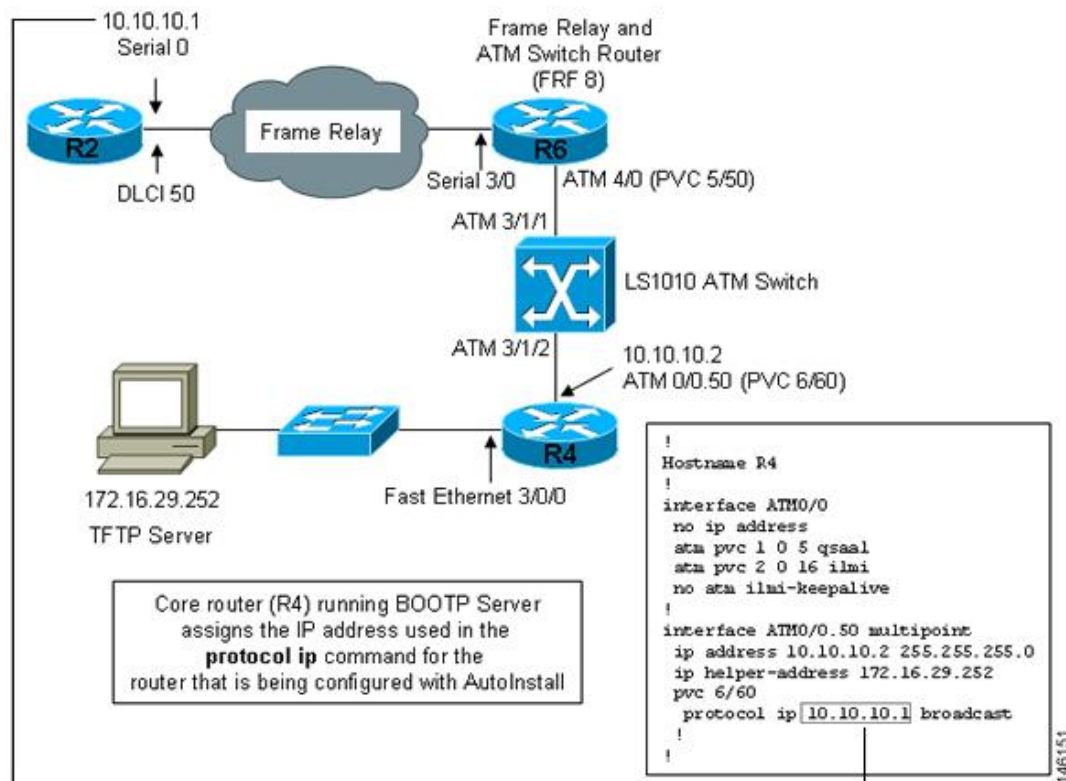 10.10.10.1
Serial 0
Frame Relay and
ATM Switch Router
(FRF 8)
R2
Frame Relay
R6
DLCI 50
Serial 3/0
ATM 4/0 (PVC 5/50)
ATM 3/1/1
LS1010 ATM Switch
ATM 3/1/2
10.10.10.2
ATM 0/0.50 (PVC 6/60)
R4
172.16.29.252
TFTP Server
Fast Ethernet 3/0/0
Core router (R4) running BOOTP Server
assigns the IP address used in the
protocol ip command for the
router that is being configured with AutoInstall
!
Hostname R4
!
interface ATM0/0
no ip address
atm pvc 1 0 5 qsaal
atm pvc 2 0 16 ilmi
no atm ilmi-keepalive
!
interface ATM0/0.50 multipoint
ip address 10.10.10.2 255.255.255.0
ip helper-address 172.16.29.252
pvc 6/60
protocol ip 10.10.10.1 broadcast
!
!
146151